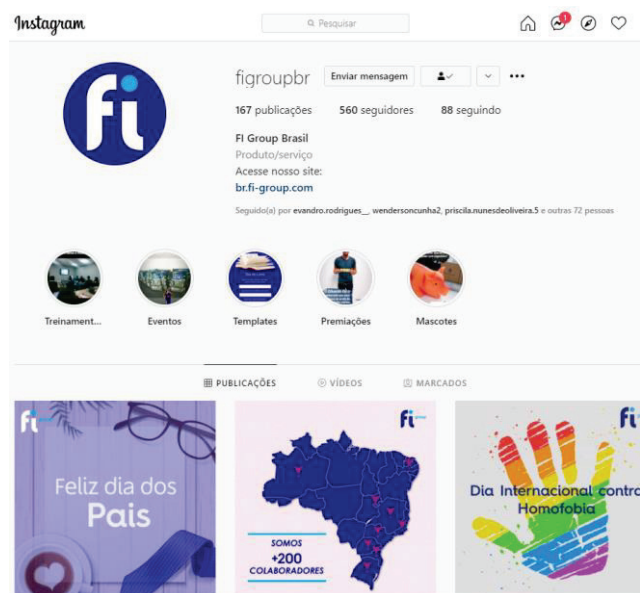 Instagram
Pesquisar
1
fi
figroupbr Enviar mensagem
167 publicações 560 seguidores 88 seguindo
FI Group Brasil
Produto/serviço
Acesse nosso site:
br.fi-group.com
Seguido(a) por evandro.rodrigues__, wendersoncunha2, priscila.nunesdeoliveira.5 e outras 72 pessoas
Treinament... Eventos Templates Premiações Mascotes
PUBLICAÇÕES VÍDEOS MARCADOS
fi group
Feliz dia dos
Pais
fi group
SOMOS
+200
COLABORADORES
fi
Dia Internacional contra
Homofobia